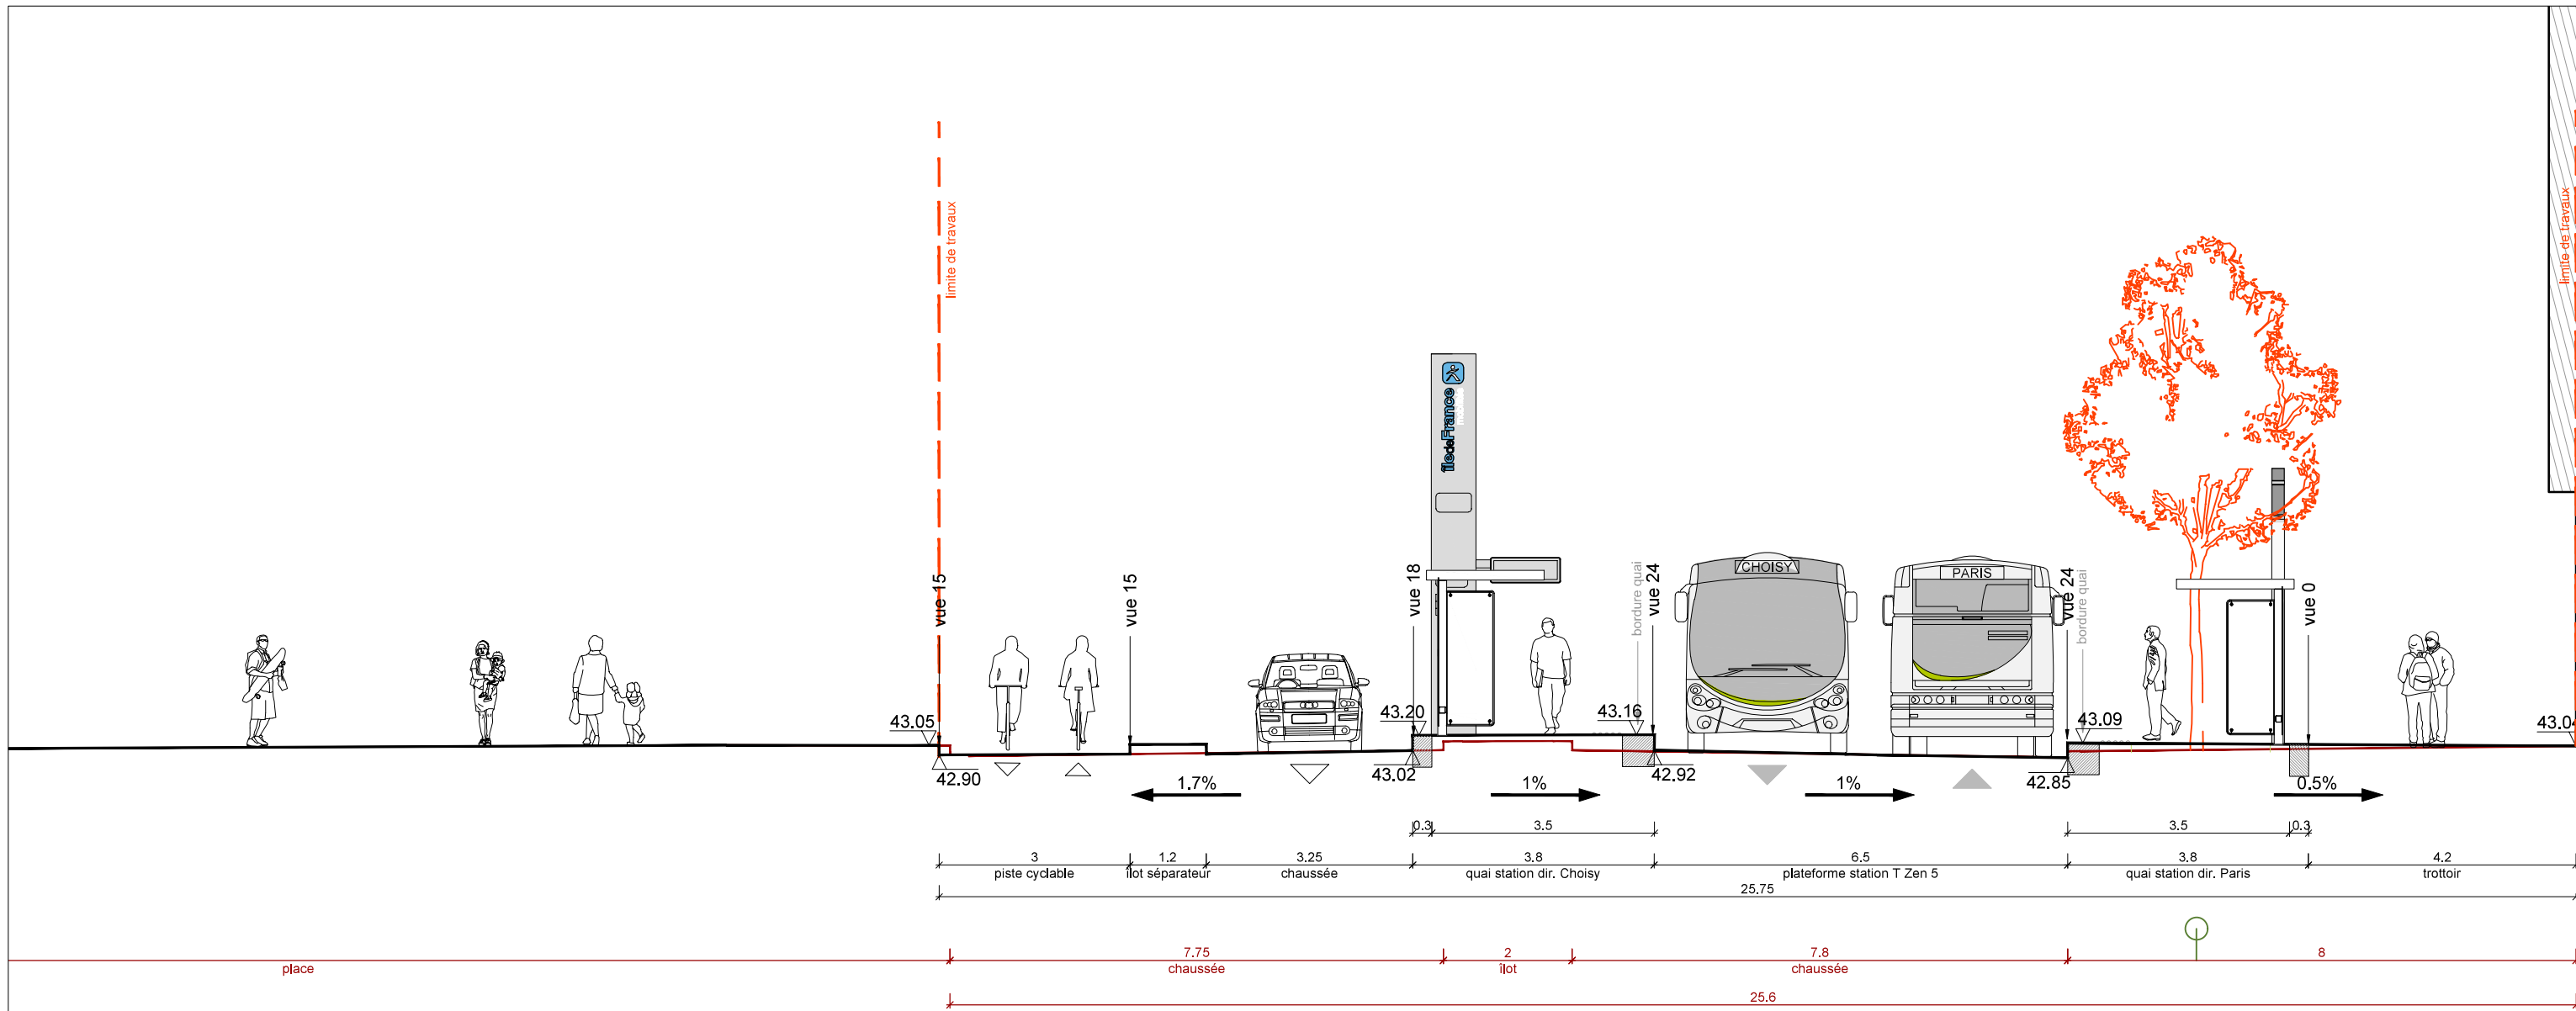 limite de travaux
limite de travaux
îledeFrance
mobilités
vue 15
vue 15
vue 18
bordure quai
vue 24
CHOISY
PARIS
vue 24
bordure quai
vue 0
43.05
43.20
43.16
43.09
43.04
42.90
43.02
42.92
42.85
1.7%
1%
1%
0.5%
0.3
3.5
3.5
0.3
3
1.2
3.25
3.8
6.5
3.8
4.2
piste cyclable
îlot séparateur
chaussée
quai station dir. Choisy
plateforme station T Zen 5
quai station dir. Paris
trottoir
25.75
7.75
2
7.8
8
place
chaussée
îlot
chaussée
25.6